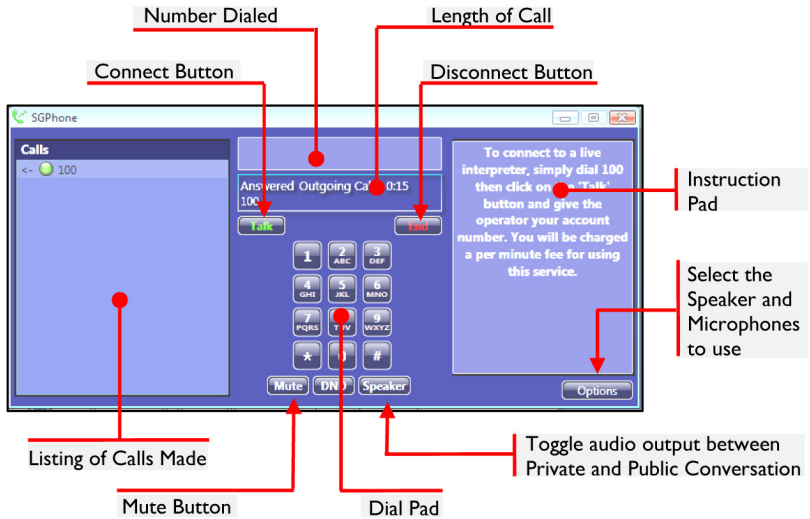 Number Dialed
Length of Call
Connect Button
Disconnect Button
SGPhone
Calls
<- 100
Answered Outgoing Call 0:15
100
Talk
End
1
2
ABC
3
DEF
4
GHI
5
JKL
6
MNO
7
PQRS
TUV
9
WXYZ
*
0
#
Mute
DND
Speaker
To connect to a live
interpreter, simply dial 100
then click on the 'Talk'
button and give the
operator your account
number. You will be charged
a per minute fee for using
this service.
Options
Instruction
Pad
Select the
Speaker and
Microphones
to use
Listing of Calls Made
Mute Button
Dial Pad
Toggle audio output between
Private and Public Conversation